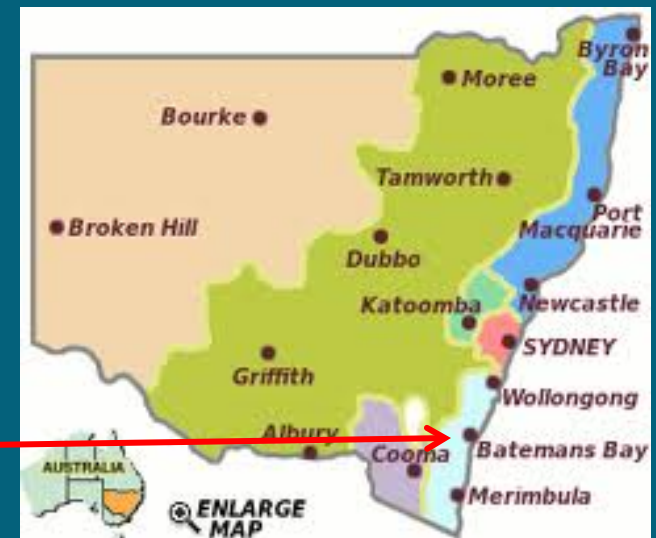 Byron
Bay
Moree
Bourke
Tamworth
Port
Macquarie
Broken Hill
Dubbo
Katoomba
Newcastle
SYDNEY
Griffith
Wollongong
Albury
Batemans Bay
Cooma
AUSTRALIA
Merimbula
ENLARGE
MAP